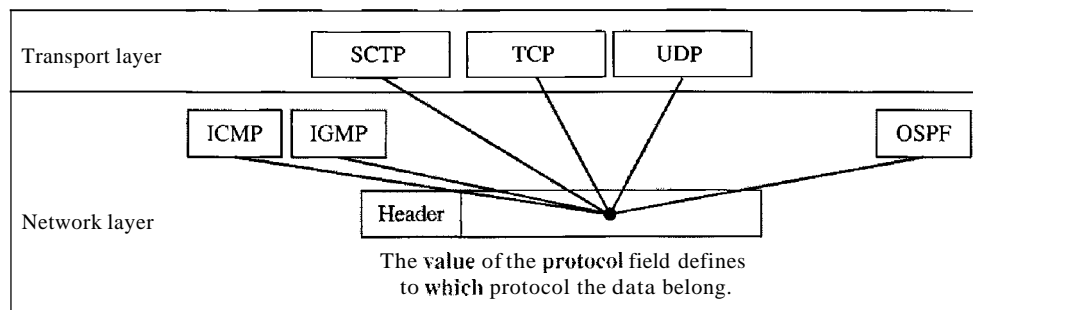 Transport layer
SCTP
TCP
UDP
ICMP
IGMP
OSPF
Network layer
Header
The value of the protocol field defines
to which protocol the data belong.